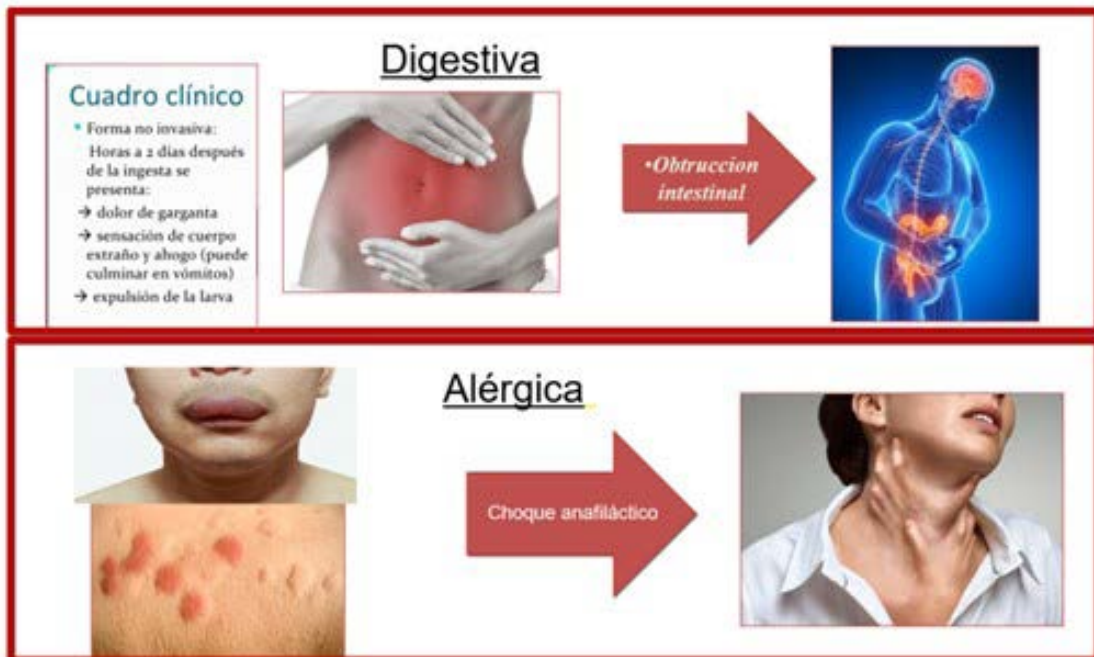 Digestiva
Cuadro clínico
• Forma no invasiva:
Horas a 2 días después
de la ingesta se
presenta:
→ dolor de garganta
→ sensación de cuerpo
extraño y ahogo (puede
culminar en vómitos)
→ expulsión de la larva
•Obtruccion
intestinal
Alérgica
Choque anafiláctico